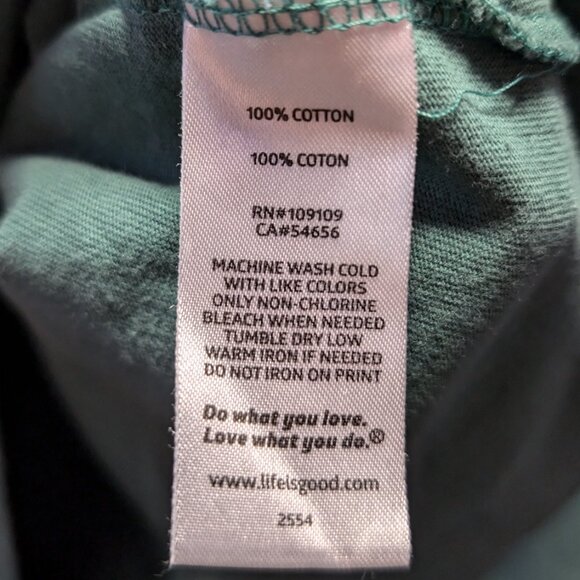 100% COTTON
100% COTON
RN#109109
CA#54656
MACHINE WASH COLD
WITH LIKE COLORS
ONLY NON-CHLORINE
BLEACH WHEN NEEDED
TUMBLE DRY LOW
WARM IRON IF NEEDED
DO NOT IRON ON PRINT
Do what you love.
Love what you do.®
www.lifeisgood.com
2554